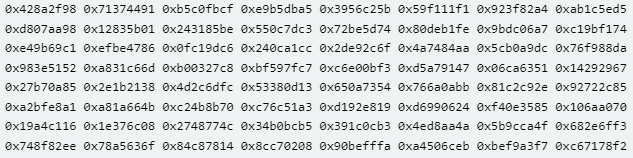 0x428a2f98 0x71374491 0xb5c0fbcf 0xe9b5dba5 0x3956c25b 0x59f111f1 0x923f82a4 0xab1c5ed5
0xd807aa98 0x12835b01 0x243185be 0x550c7dc3 0x72be5d74 0x80deb1fe 0x9bdc06a7 0xc19bf174
0xe49b69c1 0xefbe4786 0x0fc19dc6 0x240ca1cc 0x2de92c6f 0x4a7484aa 0x5cb0a9dc 0x76f988da
0x983e5152 0xa831c66d 0xb00327c8 0xbf597fc7 0xc6e00bf3 0xd5a79147 0x06ca6351 0x14292967
0x27b70a85 0x2e1b2138 0x4d2c6dfc 0x53380d13 0x650a7354 0x766a0abb 0x81c2c92e 0x92722c85
0xa2bfe8a1 0xa81a664b 0xc24b8b70 0xc76c51a3 0xd192e819 0xd6990624 0xf40e3585 0x106aa070
0x19a4c116 0x1e376c08 0x2748774c 0x34b0bcb5 0x391c0cb3 0x4ed8aa4a 0x5b9cca4f 0x682e6ff3
0x748f82ee 0x78a5636f 0x84c87814 0x8cc70208 0x90befffa 0xa4506ceb 0xbef9a3f7 0xc67178f2